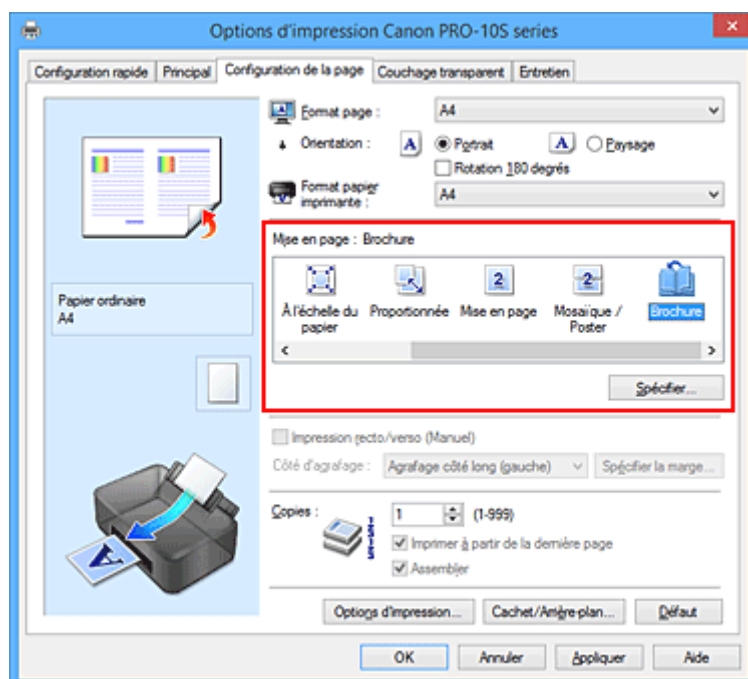 Options d'impression Canon PRO-10S series
Configuration rapide Principal Configuration de la page Couchage transparent Entretien
Format page : A4
Orientation : A Portrait A Paysage
Rotation 180 degrés
Format papier
imprimante : A4
Mise en page : Brochure
2 2
À l'échelle du Proportionnée Mise en page Mosaïque / Brochure
papier Poster
Papier ordinaire
A4
Spécifier...
Impression recto/verso (Manuel)
Côté d'agrafage : Agrafage côté long (gauche) Spécifier la marge...
Copies : 1 (1-999)
Imprimer à partir de la dernière page
Assembler
A
Options d'impression... Cachet/Arrière-plan... Défaut
OK Annuler Appliquer Aide